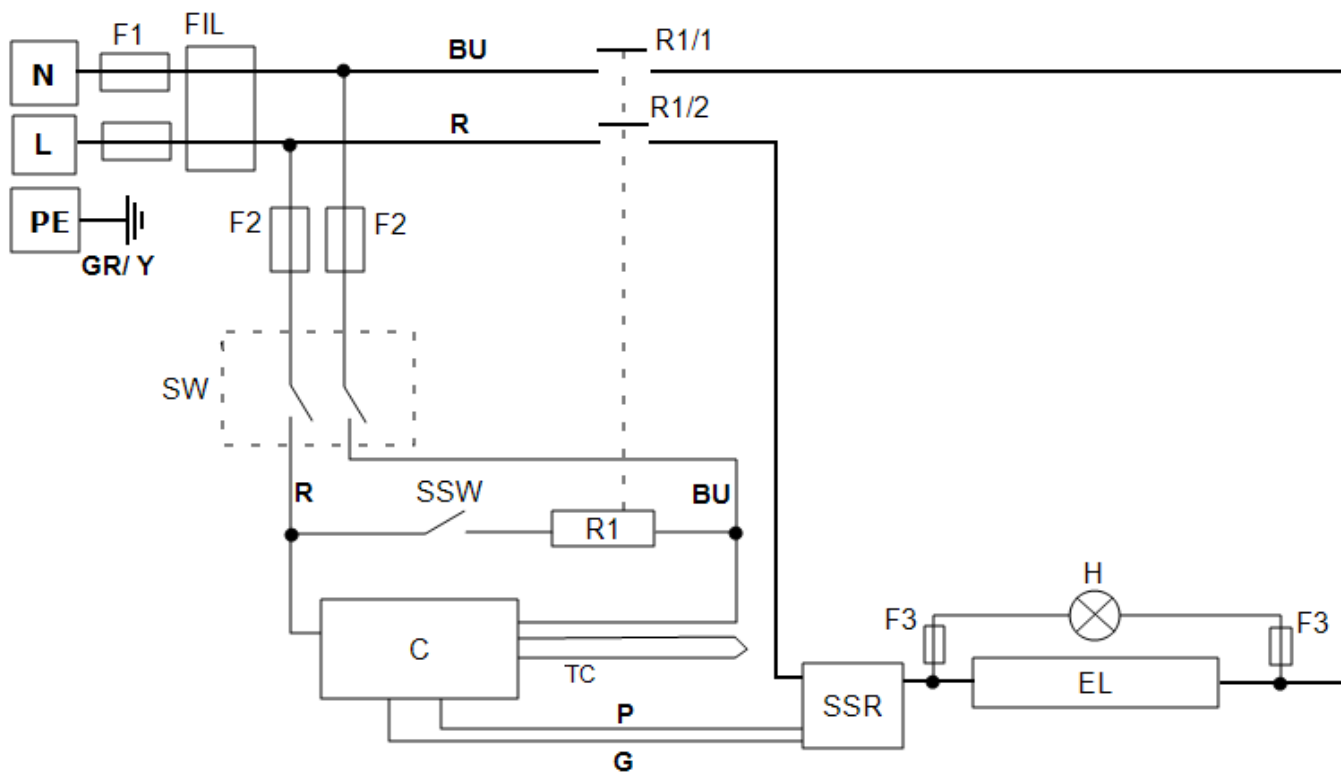 F1 FIL
N BU R1/1
L R R1/2
PE
GR/ Y
F2 F2
SW
R SSW BU
R1
H
F3 F3
C TC
EL
SSR
P
G